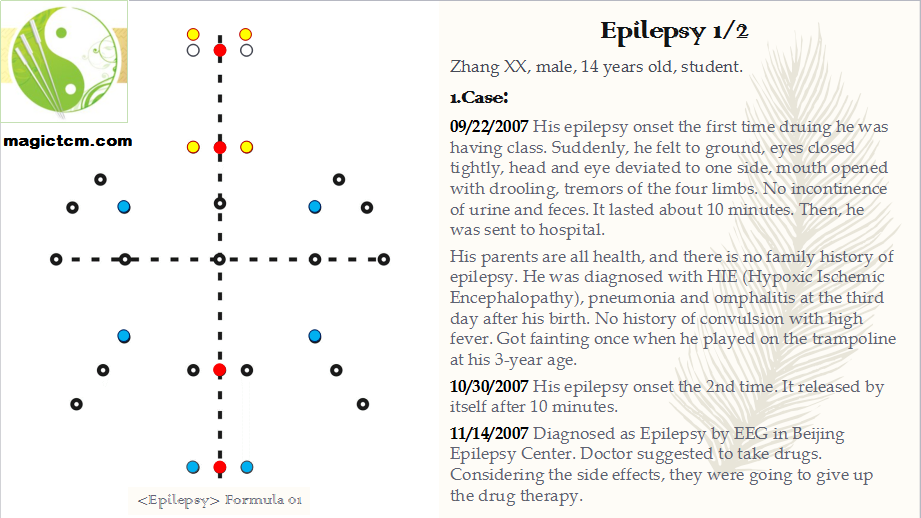 magictcm.com
<Epilepsy> Formula 01
Epilepsy 1/2
Zhang XX, male, 14 years old, student.
1.Case:
09/22/2007 His epilepsy onset the first time druing he was
having class. Suddenly, he felt to ground, eyes closed
tightly, head and eye deviated to one side, mouth opened
with drooling, tremors of the four limbs. No incontinence
of urine and feces. It lasted about 10 minutes. Then, he
was sent to hospital.
His parents are all health, and there is no family history of
epilepsy. He was diagnosed with HIE (Hypoxic Ischemic
Encephalopathy), pneumonia and omphalitis at the third
day after his birth. No history of convulsion with high
fever. Got fainting once when he played on the trampoline
at his 3-year age.
10/30/2007 His epilepsy onset the 2nd time. It released by
itself after 10 minutes.
11/14/2007 Diagnosed as Epilepsy by EEG in Beijing
Epilepsy Center. Doctor suggested to take drugs.
Considering the side effects, they were going to give up
the drug therapy.